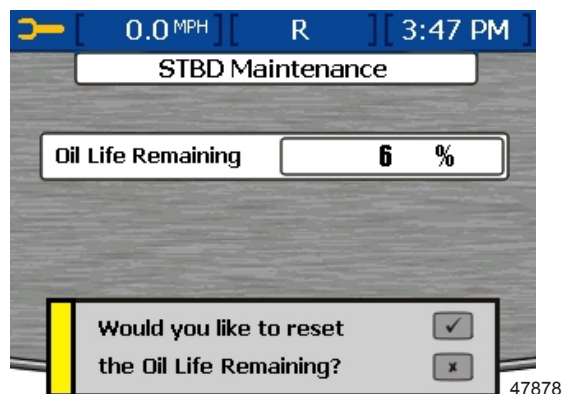 0.0 MPH R 3:47 PM
STBD Maintenance
Oil Life Remaining 6 %
Would you like to reset
the Oil Life Remaining?
47878